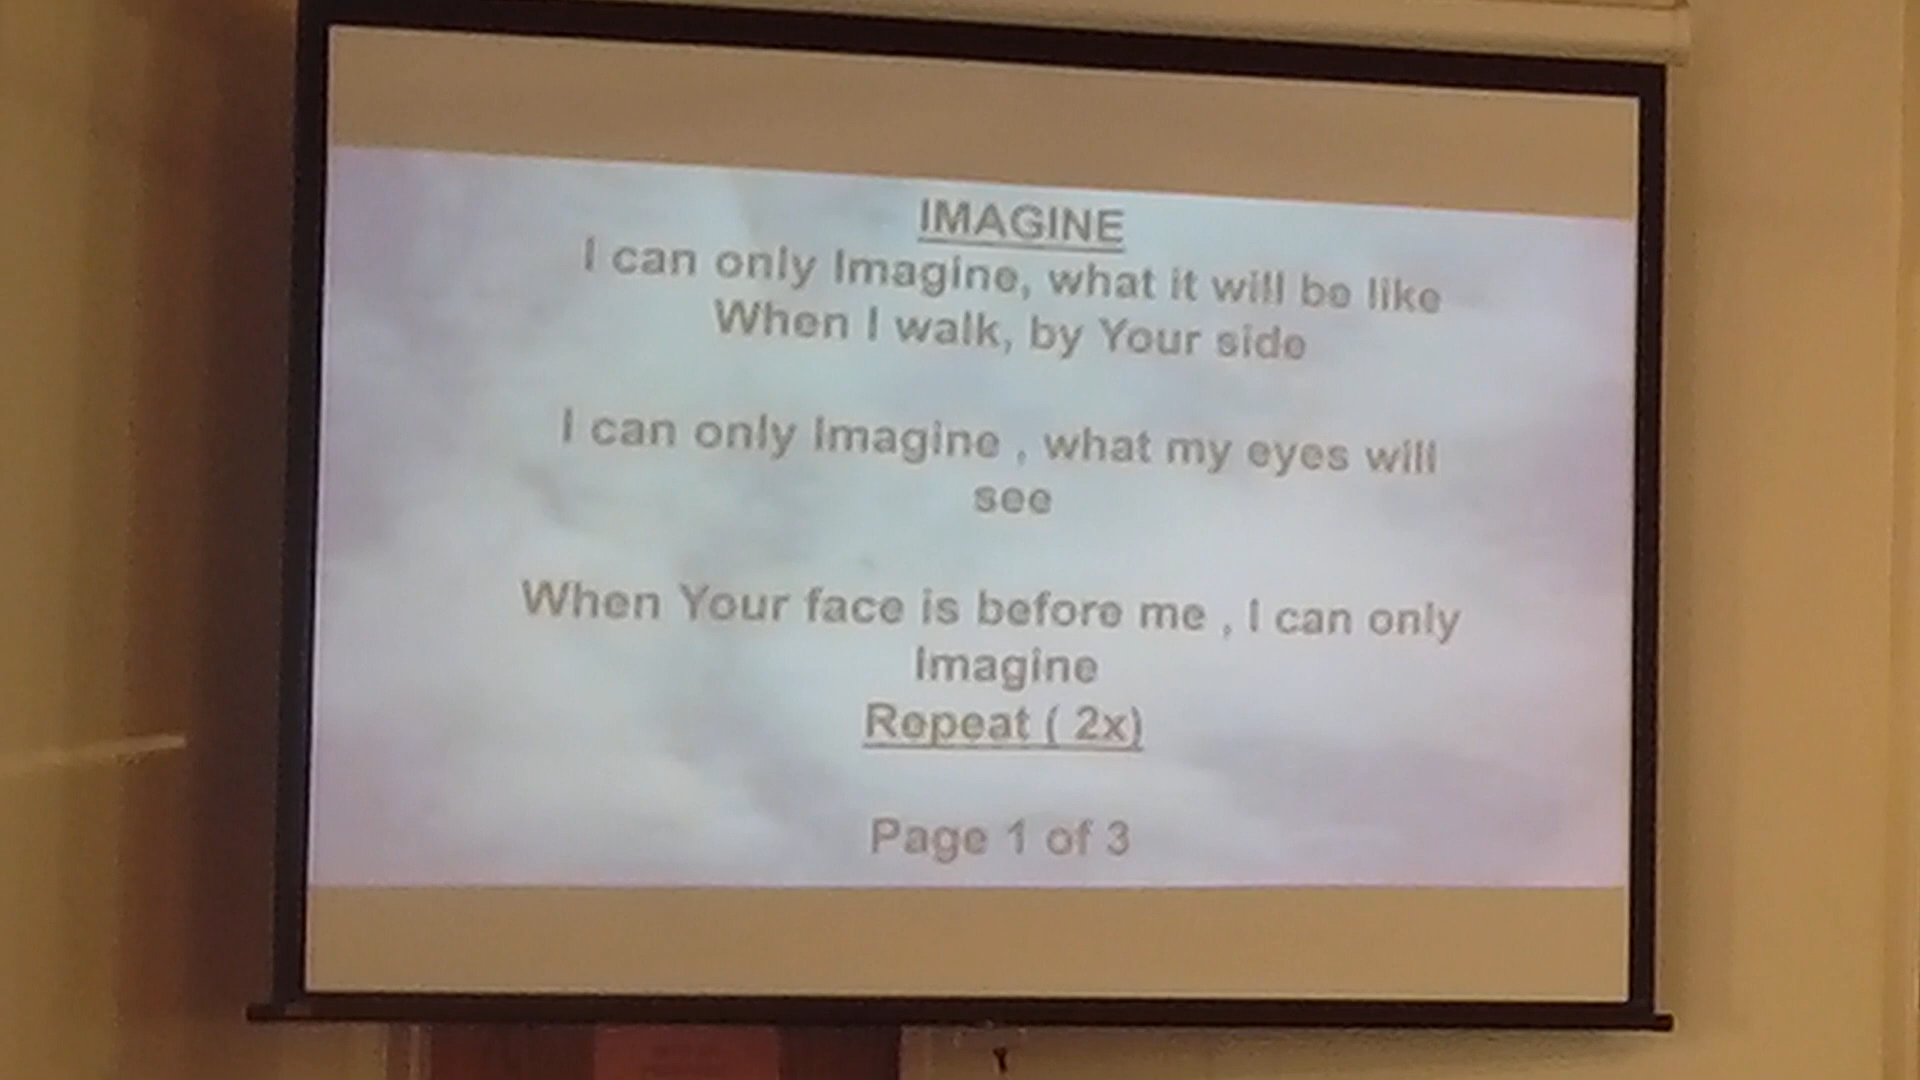 IMAGINE
I can only Imagine, what it will be like
When I walk, by Your side
I can only Imagine , what my eyes will
see
When Your face is before me , I can only
Imagine
Repeat ( 2x)
Page 1 of 3